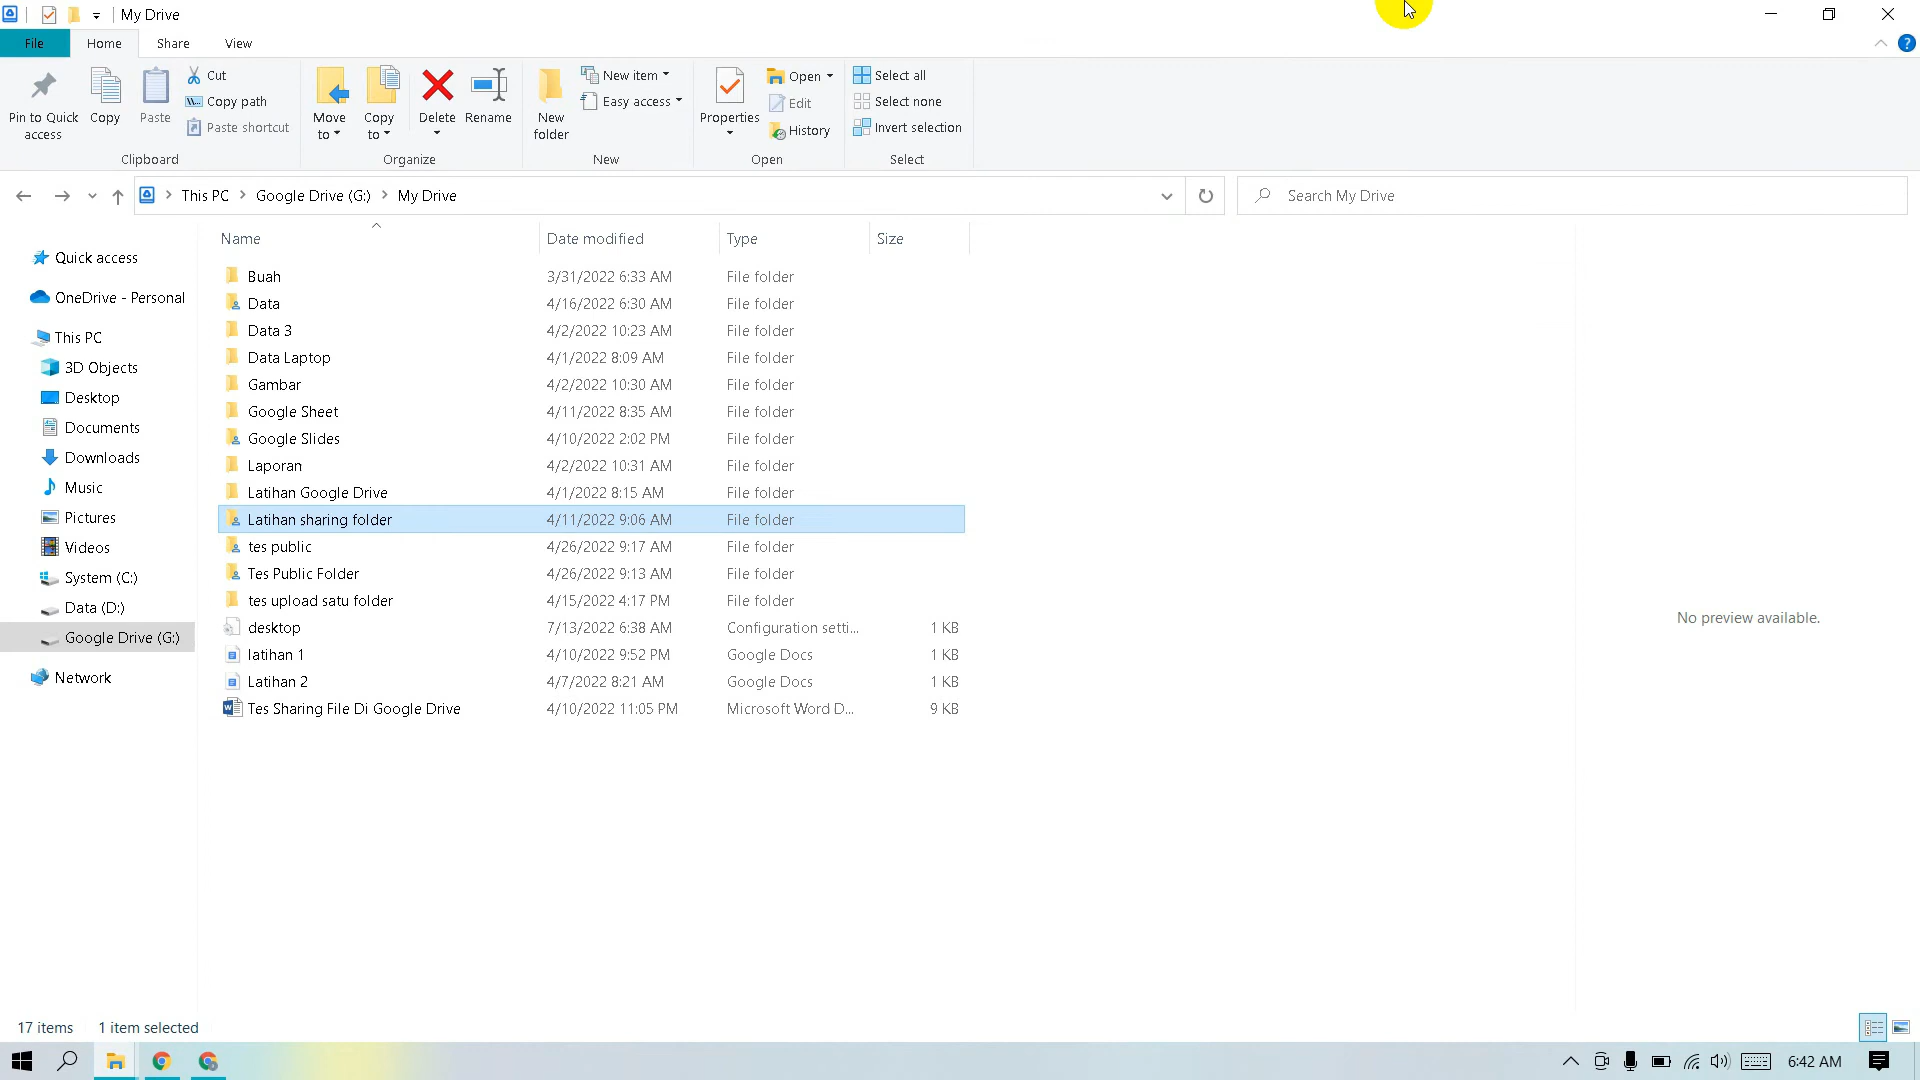 My Drive
File Home Share View
Pin to Quick access
Copy
Paste
Cut
Copy path
Paste shortcut
Clipboard
Move to
Copy to
Delete
Rename
Organize
New folder
New item
Easy access
New
Properties
Open
Edit
History
Open
Select all
Select none
Invert selection
Select
This PC Google Drive (G:) My Drive
Search My Drive
Quick access
OneDrive - Personal
This PC
3D Objects
Desktop
Documents
Downloads
Music
Pictures
Videos
System (C:)
Data (D:)
Google Drive (G:)
Network
Name Date modified Type Size
Buah 3/31/2022 6:33 AM File folder
Data 4/16/2022 6:30 AM File folder
Data 3 4/2/2022 10:23 AM File folder
Data Laptop 4/1/2022 8:09 AM File folder
Gambar 4/2/2022 10:30 AM File folder
Google Sheet 4/11/2022 8:35 AM File folder
Google Slides 4/10/2022 2:02 PM File folder
Laporan 4/2/2022 10:31 AM File folder
Latihan Google Drive 4/1/2022 8:15 AM File folder
Latihan sharing folder 4/11/2022 9:06 AM File folder
tes public 4/26/2022 9:17 AM File folder
Tes Public Folder 4/26/2022 9:13 AM File folder
tes upload satu folder 4/15/2022 4:17 PM File folder
desktop 7/13/2022 6:38 AM Configuration setti... 1 KB
latihan 1 4/10/2022 9:52 PM Google Docs 1 KB
Latihan 2 4/7/2022 8:21 AM Google Docs 1 KB
Tes Sharing File Di Google Drive 4/10/2022 11:05 PM Microsoft Word D... 9 KB
No preview available.
17 items 1 item selected
6:42 AM